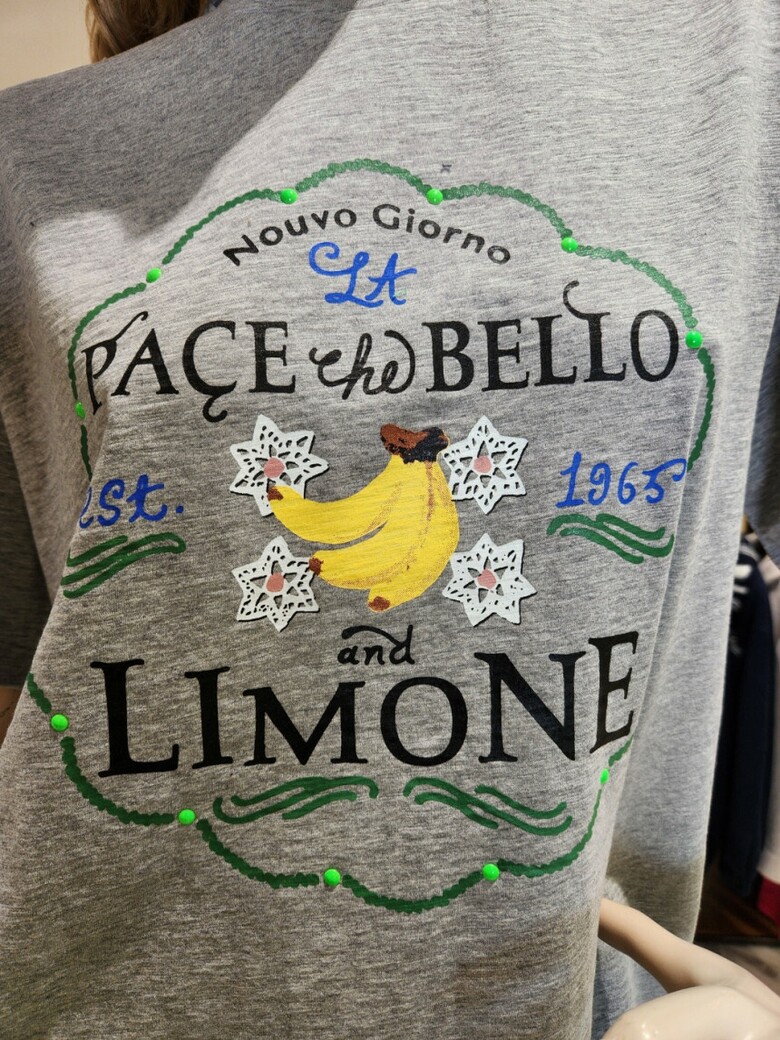 Nouvo Giorno
LA
PAÇE che BELLO
est. 1965
and
LIMONE